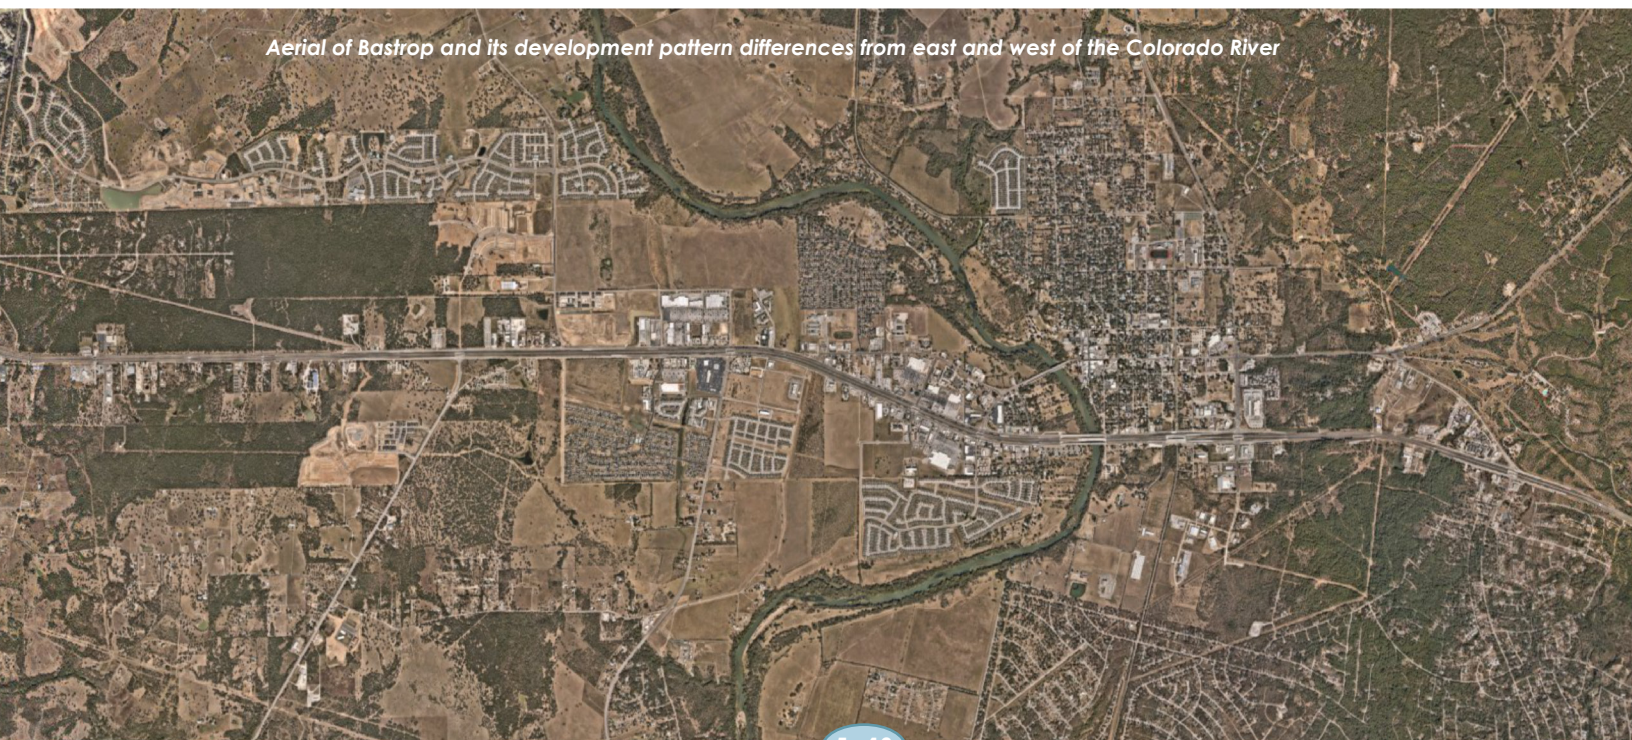 Aerial of Bastrop and its development pattern differences from east and west of the Colorado River